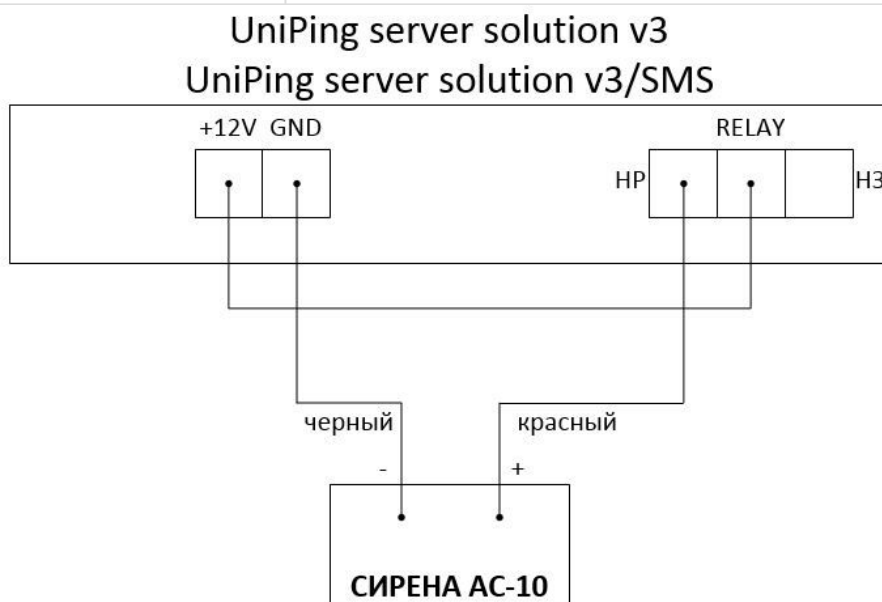 UniPing server solution v3
UniPing server solution v3/SMS
+12V GND RELAY
НР НЗ
черный красный
- +
СИРЕНА АС-10